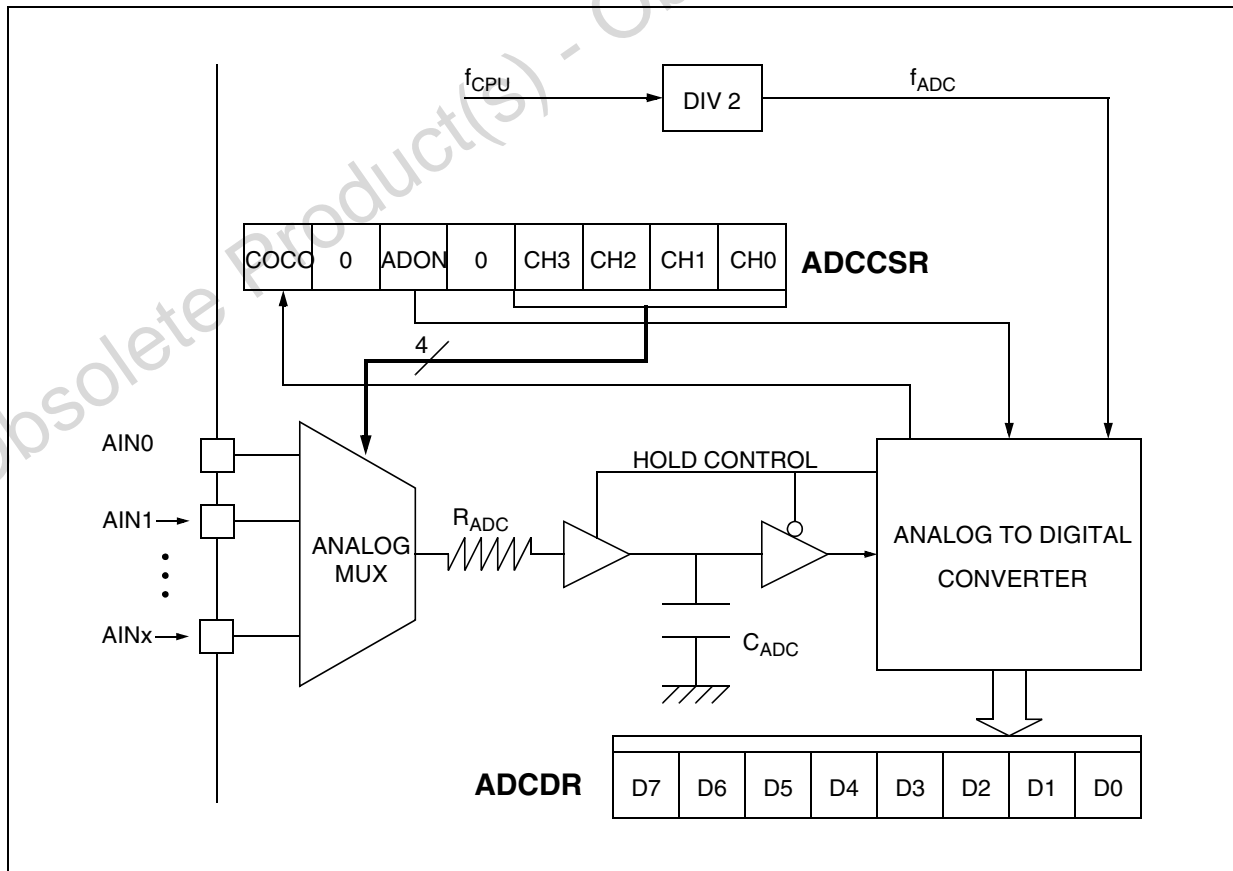 Obsolete Product(s) - Ob
fCPU
DIV 2
fADC
COCO 0 ADON 0 CH3 CH2 CH1 CH0 ADCCSR
4
AIN0
HOLD CONTROL
AIN1
RADC
ANALOG
MUX
ANALOG TO DIGITAL
CONVERTER
AINx
CADC
ADCDR D7 D6 D5 D4 D3 D2 D1 D0